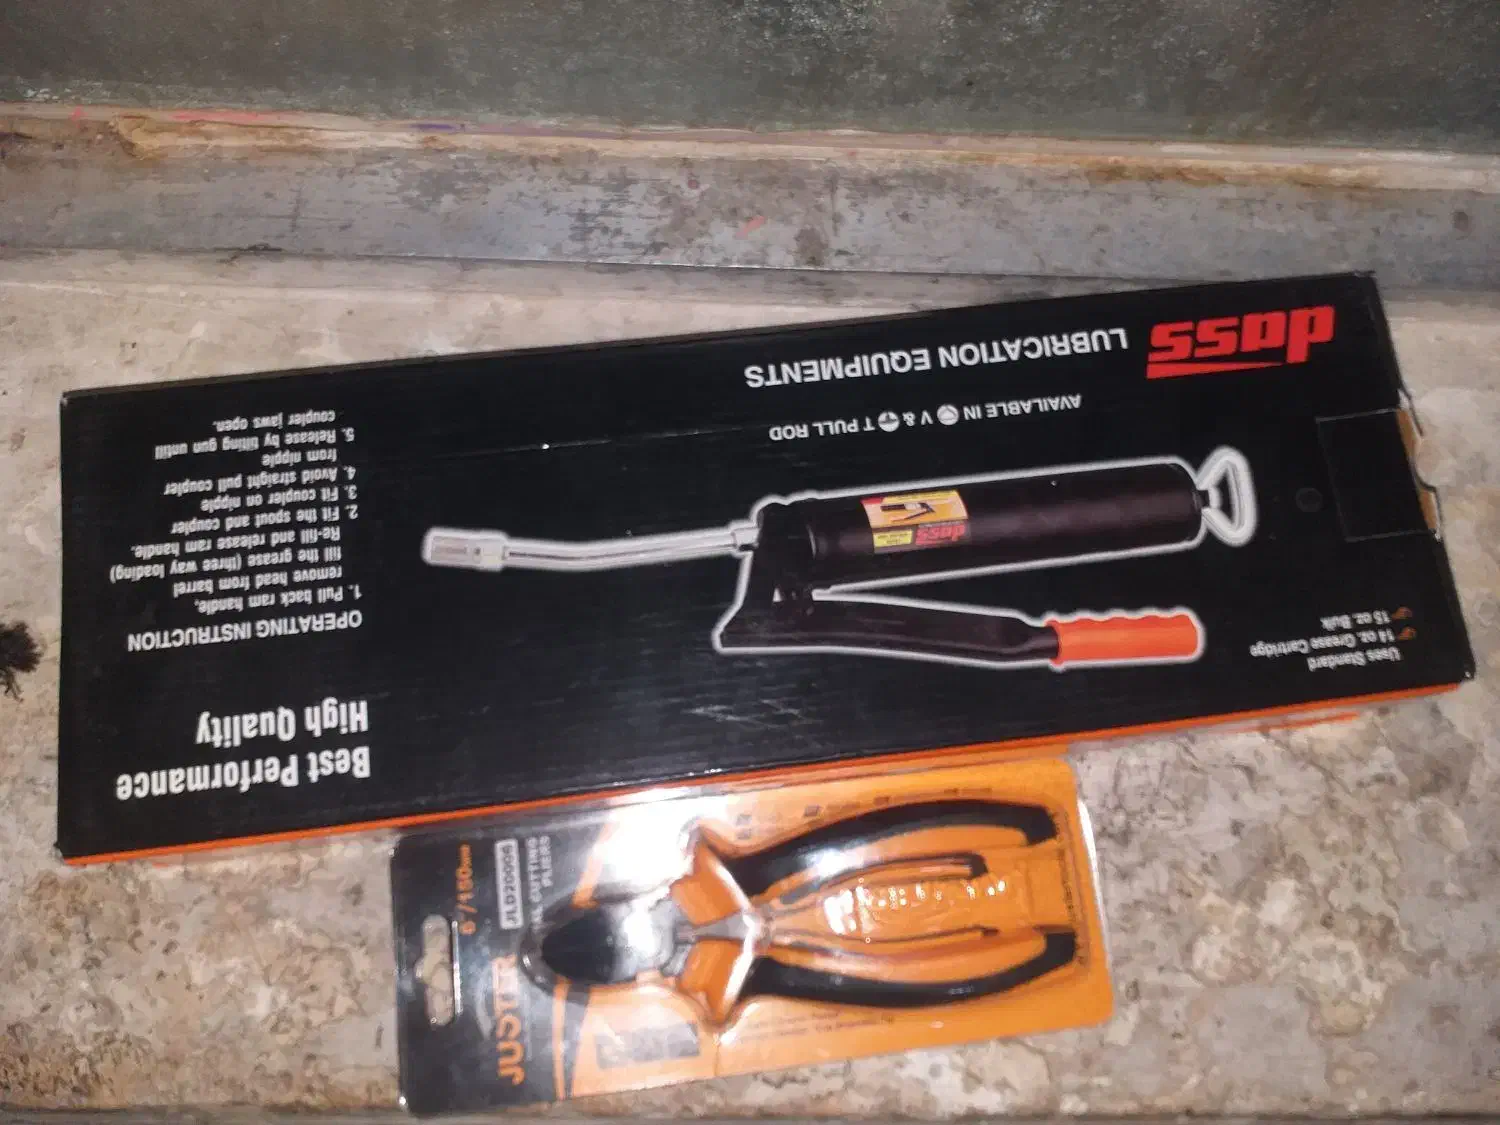 dass
LUBRICATION EQUIPMENTS
AVAILABLE IN V & T PULL ROD
Uses Standard
14 oz. Grease Cartridge
15 oz. Bulk
dass
Best Performance
High Quality
OPERATING INSTRUCTION
1. Pull back ram handle,
remove head from barrel
fill the grease (three way loading)
Re-fill and release ram handle.
2. Fit the spout and coupler
3. Fit coupler on nipple
4. Avoid straight pull coupler
from nipple
5. Release by tilting gun untill
coupler jaws open.
JUSTER
6"/150mm
CUTTING
PLIERS